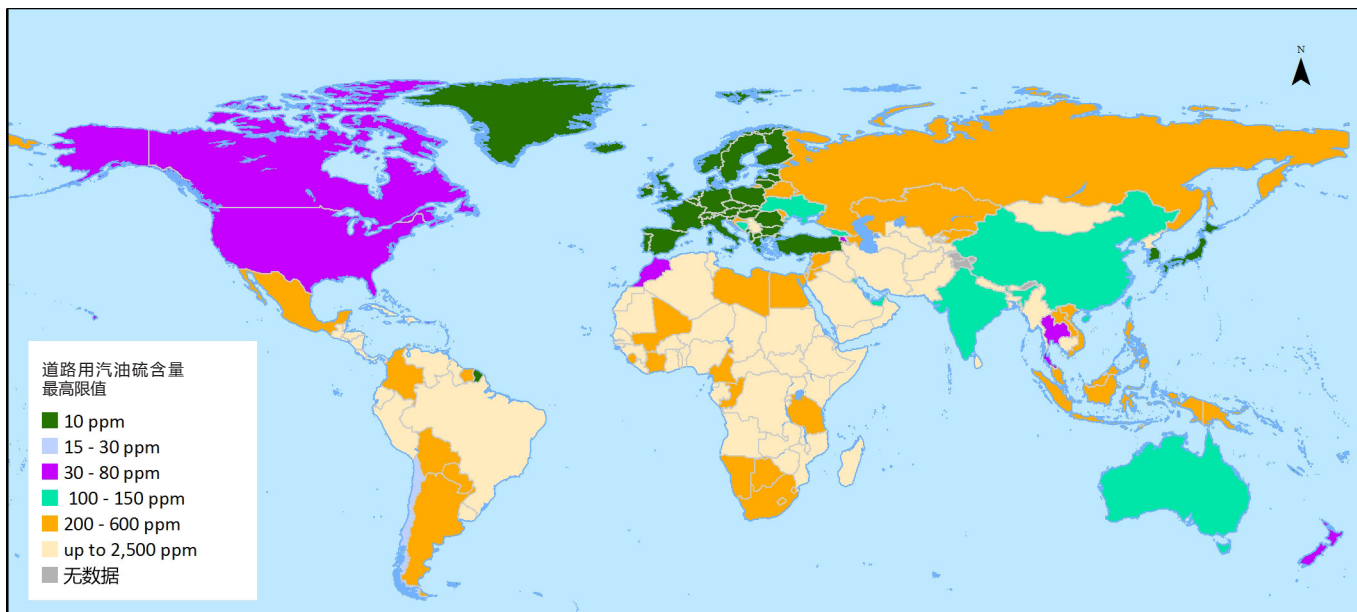 N
道路用汽油硫含量
最高限值
10 ppm
15 - 30 ppm
30 - 80 ppm
100 - 150 ppm
200 - 600 ppm
up to 2,500 ppm
无数据